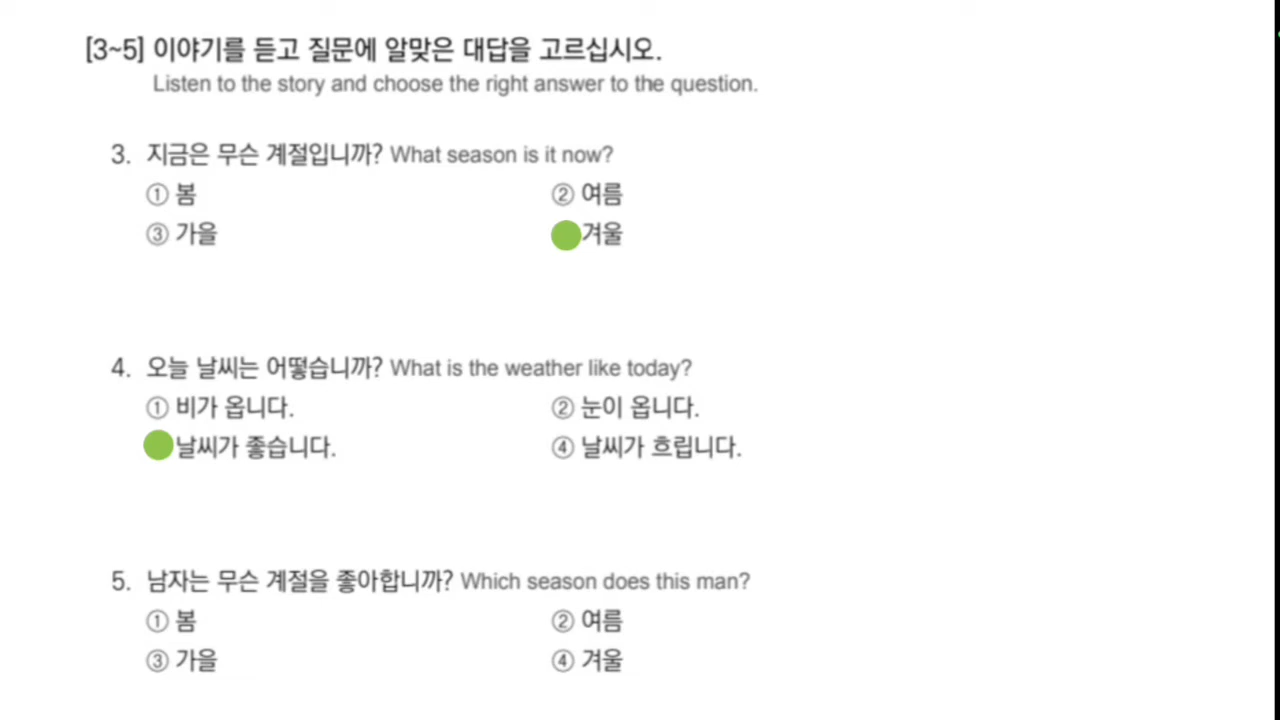 [3~5] 이야기를 듣고 질문에 알맞은 대답을 고르십시오.
Listen to the story and choose the right answer to the question.
3. 지금은 무슨 계절입니까? What season is it now?
① 봄 ② 여름
③ 가을 겨울
4. 오늘 날씨는 어떻습니까? What is the weather like today?
① 비가 옵니다. ② 눈이 옵니다.
날씨가 좋습니다. ④ 날씨가 흐립니다.
5. 남자는 무슨 계절을 좋아합니까? Which season does this man?
① 봄 ② 여름
③ 가을 ④ 겨울